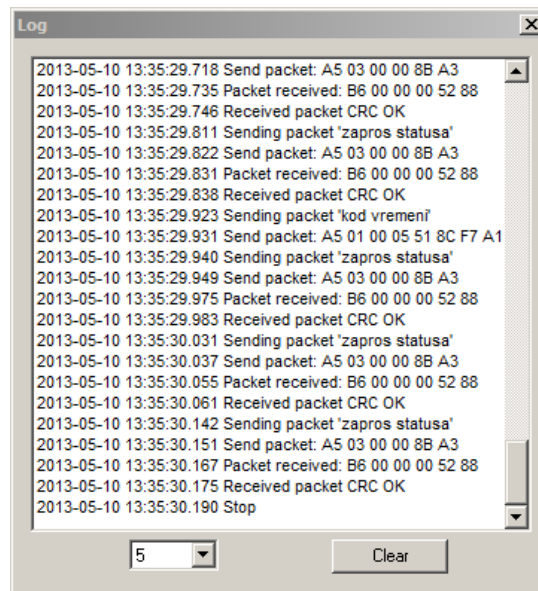 Log
2013-05-10 13:35:29.718 Send packet: A5 03 00 00 8B A3
2013-05-10 13:35:29.735 Packet received: B6 00 00 00 52 88
2013-05-10 13:35:29.746 Received packet CRC OK
2013-05-10 13:35:29.811 Sending packet 'zapros statusa'
2013-05-10 13:35:29.822 Send packet: A5 03 00 00 8B A3
2013-05-10 13:35:29.831 Packet received: B6 00 00 00 52 88
2013-05-10 13:35:29.838 Received packet CRC OK
2013-05-10 13:35:29.923 Sending packet 'kod vremeni'
2013-05-10 13:35:29.931 Send packet: A5 01 00 05 51 8C F7 A1
2013-05-10 13:35:29.940 Sending packet 'zapros statusa'
2013-05-10 13:35:29.949 Send packet: A5 03 00 00 8B A3
2013-05-10 13:35:29.975 Packet received: B6 00 00 00 52 88
2013-05-10 13:35:29.983 Received packet CRC OK
2013-05-10 13:35:30.031 Sending packet 'zapros statusa'
2013-05-10 13:35:30.037 Send packet: A5 03 00 00 8B A3
2013-05-10 13:35:30.055 Packet received: B6 00 00 00 52 88
2013-05-10 13:35:30.061 Received packet CRC OK
2013-05-10 13:35:30.142 Sending packet 'zapros statusa'
2013-05-10 13:35:30.151 Send packet: A5 03 00 00 8B A3
2013-05-10 13:35:30.167 Packet received: B6 00 00 00 52 88
2013-05-10 13:35:30.175 Received packet CRC OK
2013-05-10 13:35:30.190 Stop
5
Clear